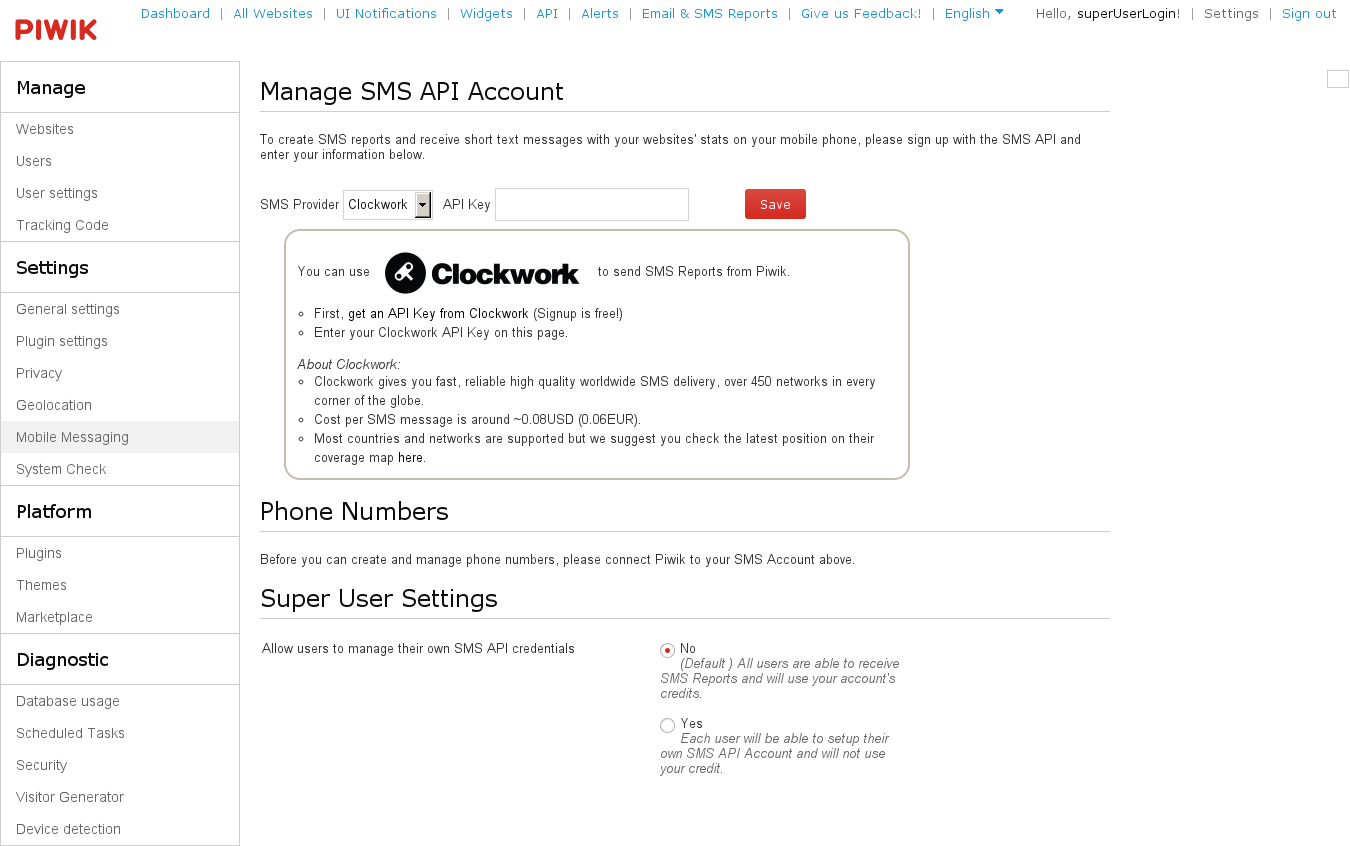 PIWIK
Dashboard | All Websites | UI Notifications | Widgets | API | Alerts | Email & SMS Reports | Give us Feedback! | English Hello, superUserLogin! | Settings | Sign out
Manage
Websites
Users
User settings
Tracking Code
Settings
General settings
Plugin settings
Privacy
Geolocation
Mobile Messaging
System Check
Platform
Plugins
Themes
Marketplace
Diagnostic
Database usage
Scheduled Tasks
Security
Visitor Generator
Device detection
Manage SMS API Account
To create SMS reports and receive short text messages with your websites' stats on your mobile phone, please sign up with the SMS API and
enter your information below.
SMS Provider Clockwork API Key Save
You can use Clockwork to send SMS Reports from Piwik.
First, get an API Key from Clockwork (Signup is free!)
Enter your Clockwork API Key on this page.
About Clockwork:
Clockwork gives you fast, reliable high quality worldwide SMS delivery, over 450 networks in every
corner of the globe.
Cost per SMS message is around ~0.08USD (0.06EUR).
Most countries and networks are supported but we suggest you check the latest position on their
coverage map here.
Phone Numbers
Before you can create and manage phone numbers, please connect Piwik to your SMS Account above.
Super User Settings
Allow users to manage their own SMS API credentials
No
(Default ) All users are able to receive
SMS Reports and will use your account's
credits.
Yes
Each user will be able to setup their
own SMS API Account and will not use
your credit.